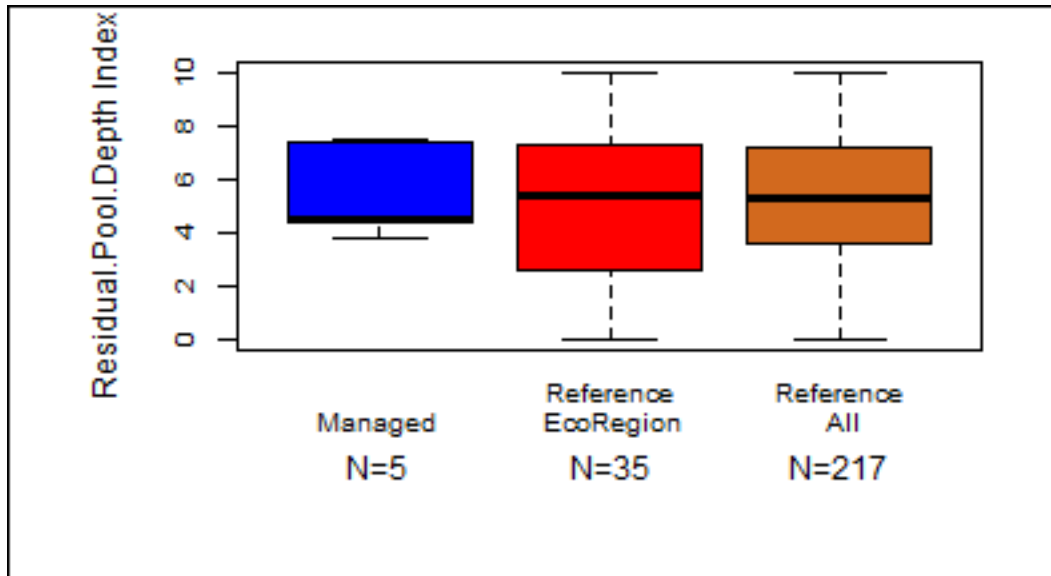 Residual.Pool.Depth Index
10
8
6
4
2
0
Managed
Reference
EcoRegion
Reference
All
N=5
N=35
N=217